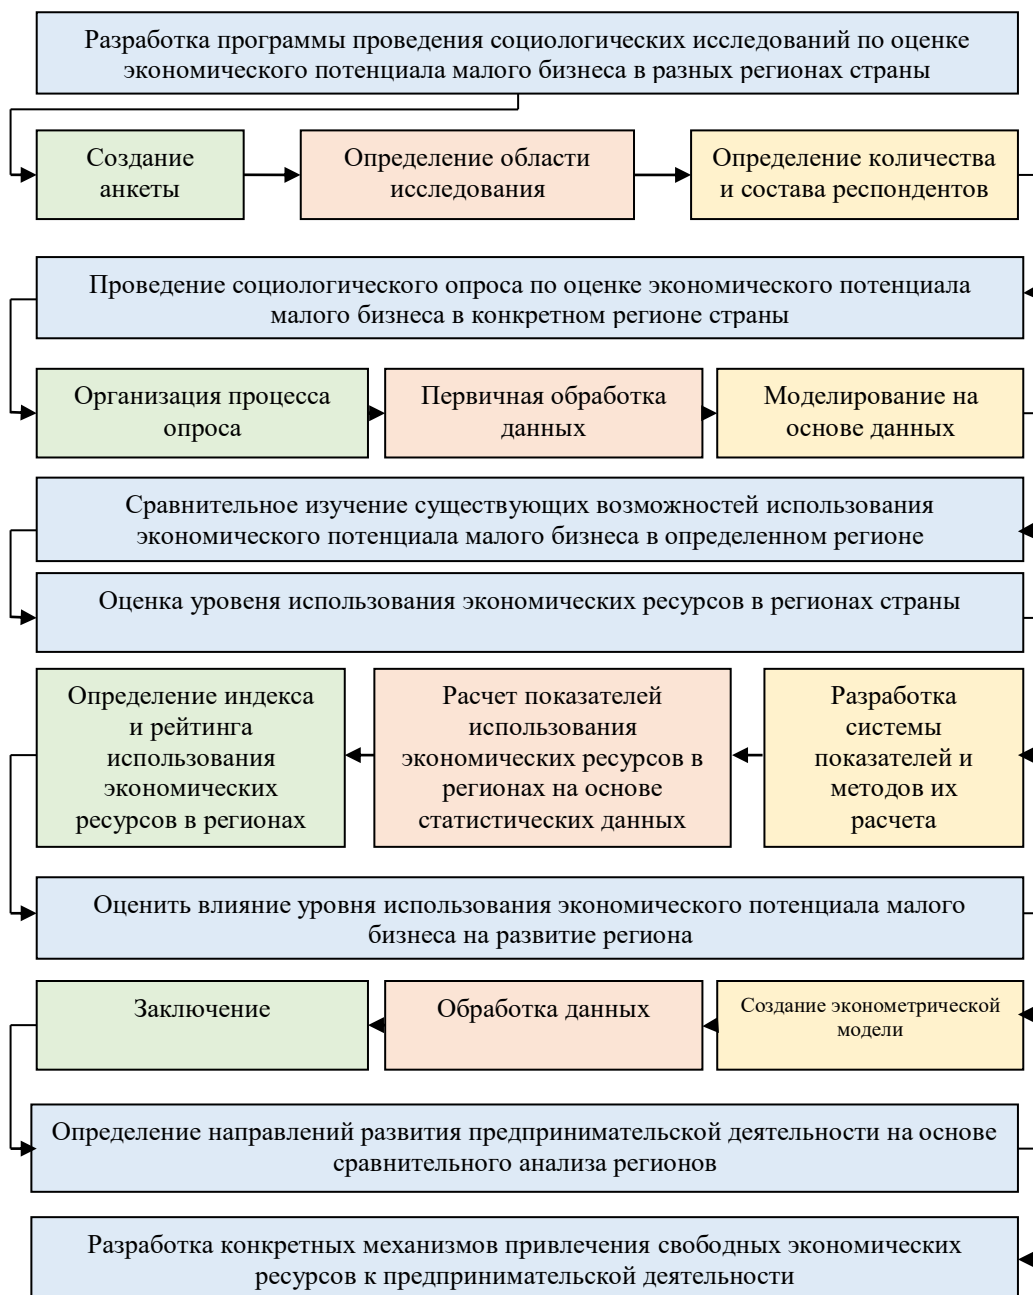 Разработка программы проведения социологических исследований по оценке
экономического потенциала малого бизнеса в разных регионах страны
Создание
анкеты
Определение области
исследования
Определение количества
и состава респондентов
Проведение социологического опроса по оценке экономического потенциала
малого бизнеса в конкретном регионе страны
Организация процесса
опроса
Первичная обработка
данных
Моделирование на
основе данных
Сравнительное изучение существующих возможностей использования
экономического потенциала малого бизнеса в определенном регионе
Оценка уровеня использования экономических ресурсов в регионах страны
Определение индекса
и рейтинга
использования
экономических
ресурсов в регионах
Расчет показателей
использования
экономических ресурсов в
регионах на основе
статистических данных
Разработка
системы
показателей и
методов их
расчета
Оценить влияние уровня использования экономического потенциала малого
бизнеса на развитие региона
Заключение
Обработка данных
Создание эконометрической
модели
Определение направлений развития предпринимательской деятельности на основе
сравнительного анализа регионов
Разработка конкретных механизмов привлечения свободных экономических
ресурсов к предпринимательской деятельности